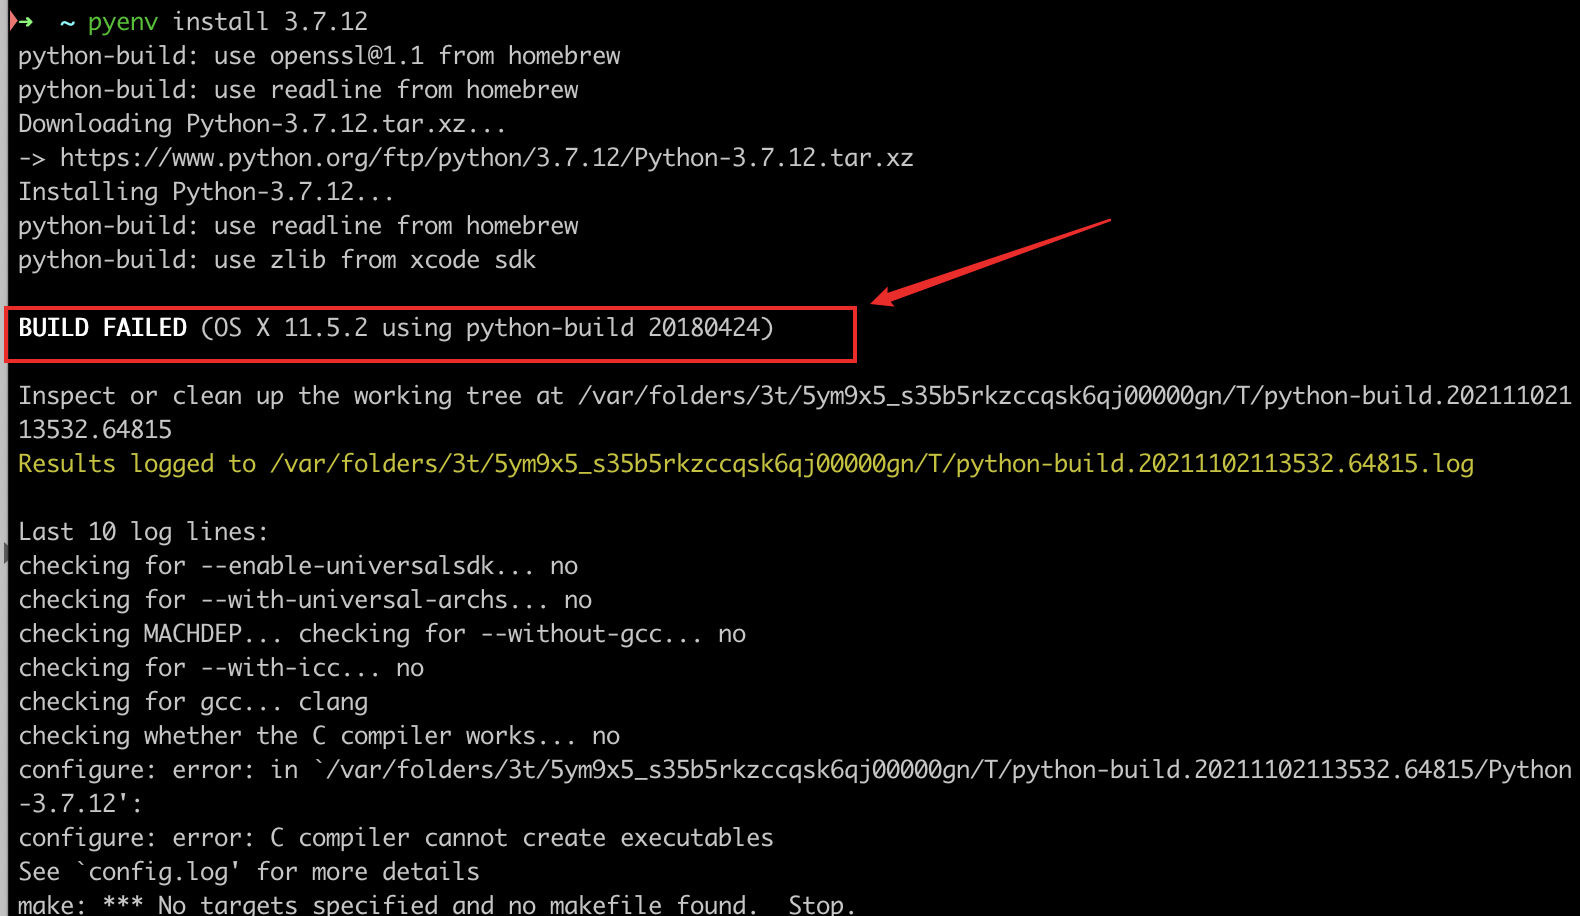 ➜ ~ pyenv install 3.7.12
python-build: use openssl@1.1 from homebrew
python-build: use readline from homebrew
Downloading Python-3.7.12.tar.xz...
-> https://www.python.org/ftp/python/3.7.12/Python-3.7.12.tar.xz
Installing Python-3.7.12...
python-build: use readline from homebrew
python-build: use zlib from xcode sdk
BUILD FAILED (OS X 11.5.2 using python-build 20180424)
Inspect or clean up the working tree at /var/folders/3t/5ym9x5_s35b5rkzccqsk6qj00000gn/T/python-build.202111021
13532.64815
Results logged to /var/folders/3t/5ym9x5_s35b5rkzccqsk6qj00000gn/T/python-build.20211102113532.64815.log
Last 10 log lines:
checking for --enable-universalsdk... no
checking for --with-universal-archs... no
checking MACHDEP... checking for --without-gcc... no
checking for --with-icc... no
checking for gcc... clang
checking whether the C compiler works... no
configure: error: in `/var/folders/3t/5ym9x5_s35b5rkzccqsk6qj00000gn/T/python-build.20211102113532.64815/Python
-3.7.12':
configure: error: C compiler cannot create executables
See `config.log' for more details
make: *** No targets specified and no makefile found.  Stop.